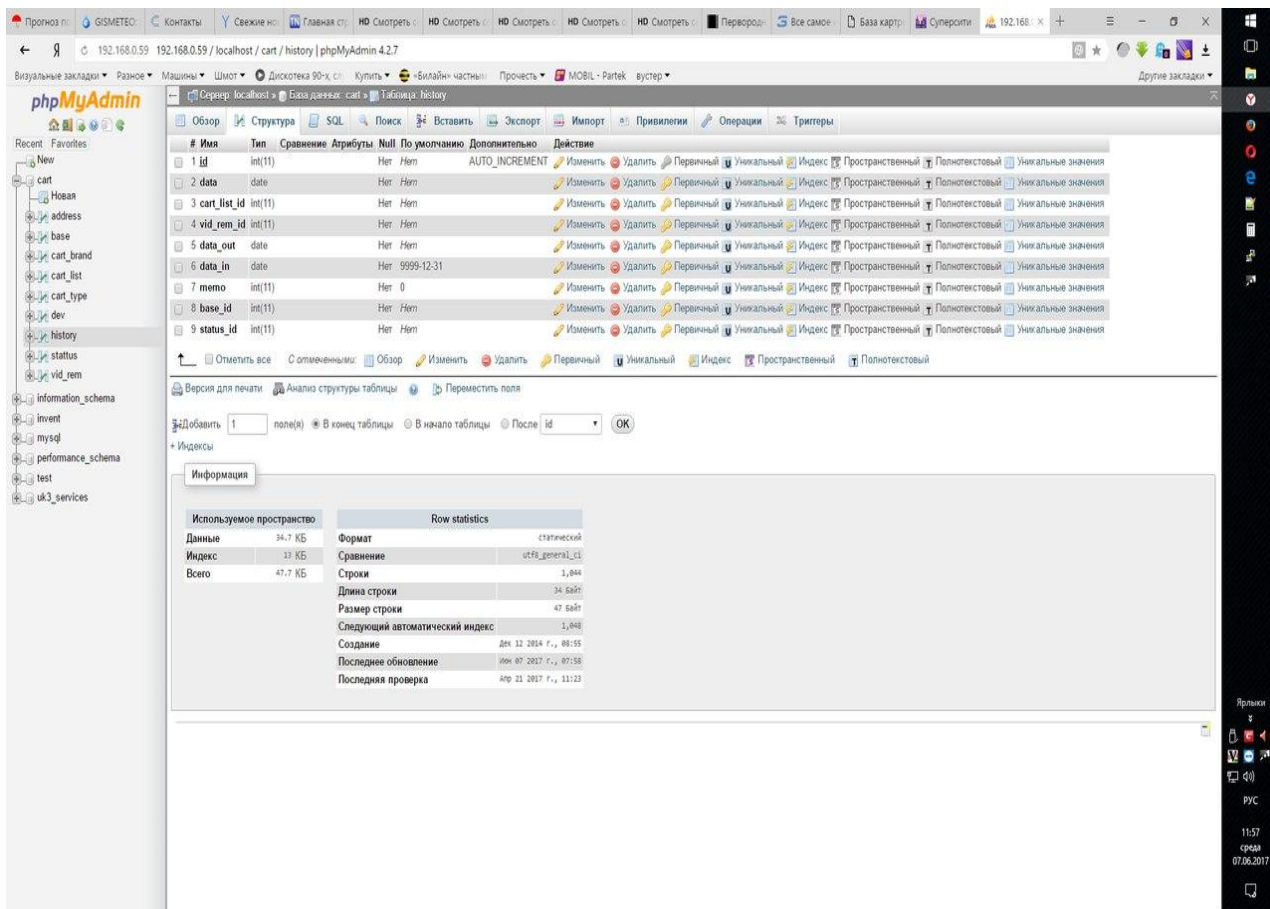 Прогноз по
GISMETEO:
Контакты
Свежие но
Главная стр
HD Смотреть о
HD Смотреть о
HD Смотреть о
HD Смотреть о
HD Смотреть о
Первород-
Все самое
База картр
Суперсити
192.168.
192.168.0.59 192.168.0.59 / localhost / cart / history | phpMyAdmin 4.2.7
Визуальные закладки Разное Машины Шмот Дискотека 90-х, сл Купить «Билайн» частным Прочесть MOBIL - Partek вустер Другие закладки
phpMyAdmin
Recent Favorites
New
cart
Новая
address
base
cart_brand
cart_list
cart_type
dev
history
stattus
vid_rem
information_schema
invent
mysql
performance_schema
test
uk3_services
Сервер: localhost » База данных: cart » Таблица: history
Обзор Структура SQL Поиск Вставить Экспорт Импорт Привилегии Операции Триггеры
# Имя Тип Сравнение Атрибуты Null По умолчанию Дополнительно Действие
1 id int(11) Нет Нет AUTO_INCREMENT Изменить Удалить Первичный Уникальный Индекс Пространственный Полнотекстовый Уникальные значения
2 data date Нет Нет Изменить Удалить Первичный Уникальный Индекс Пространственный Полнотекстовый Уникальные значения
3 cart_list_id int(11) Нет Нет Изменить Удалить Первичный Уникальный Индекс Пространственный Полнотекстовый Уникальные значения
4 vid_rem_id int(11) Нет Нет Изменить Удалить Первичный Уникальный Индекс Пространственный Полнотекстовый Уникальные значения
5 data_out date Нет Нет Изменить Удалить Первичный Уникальный Индекс Пространственный Полнотекстовый Уникальные значения
6 data_in date Нет 9999-12-31 Изменить Удалить Первичный Уникальный Индекс Пространственный Полнотекстовый Уникальные значения
7 memo int(11) Нет 0 Изменить Удалить Первичный Уникальный Индекс Пространственный Полнотекстовый Уникальные значения
8 base_id int(11) Нет Нет Изменить Удалить Первичный Уникальный Индекс Пространственный Полнотекстовый Уникальные значения
9 status_id int(11) Нет Нет Изменить Удалить Первичный Уникальный Индекс Пространственный Полнотекстовый Уникальные значения
Отметить все С отмеченными: Обзор Изменить Удалить Первичный Уникальный Индекс Пространственный Полнотекстовый
Версия для печати Анализ структуры таблицы Переместить поля
Добавить 1 поле(я) В конец таблицы В начало таблицы После id OK
+ Индексы
Информация
Используемое пространство
Данные 34.7 КБ
Индекс 13 КБ
Всего 47.7 КБ
Row statistics
Формат статический
Сравнение utf8_general_ci
Строки 1,044
Длина строки 34 Байт
Размер строки 47 Байт
Следующий автоматический индекс 1,048
Создание Дек 12 2014 г., 08:55
Последнее обновление Июн 07 2017 г., 07:58
Последняя проверка Апр 21 2017 г., 11:23
Ярлыки
РУС
11:57
среда
07.06.2017